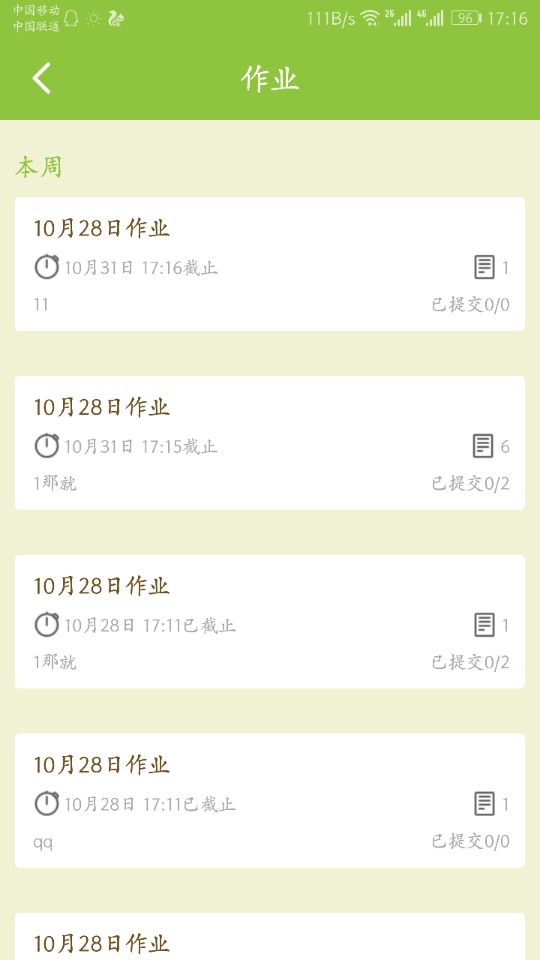 中国移动
中国联通
111B/s 2G 4G 96 17:16
作业
本周
10月28日作业
10月31日 17:16截止 1
11 已提交0/0
10月28日作业
10月31日 17:15截止 6
1那就 已提交0/2
10月28日作业
10月28日 17:11已截止 1
1那就 已提交0/2
10月28日作业
10月28日 17:11已截止 1
qq 已提交0/0
10月28日作业